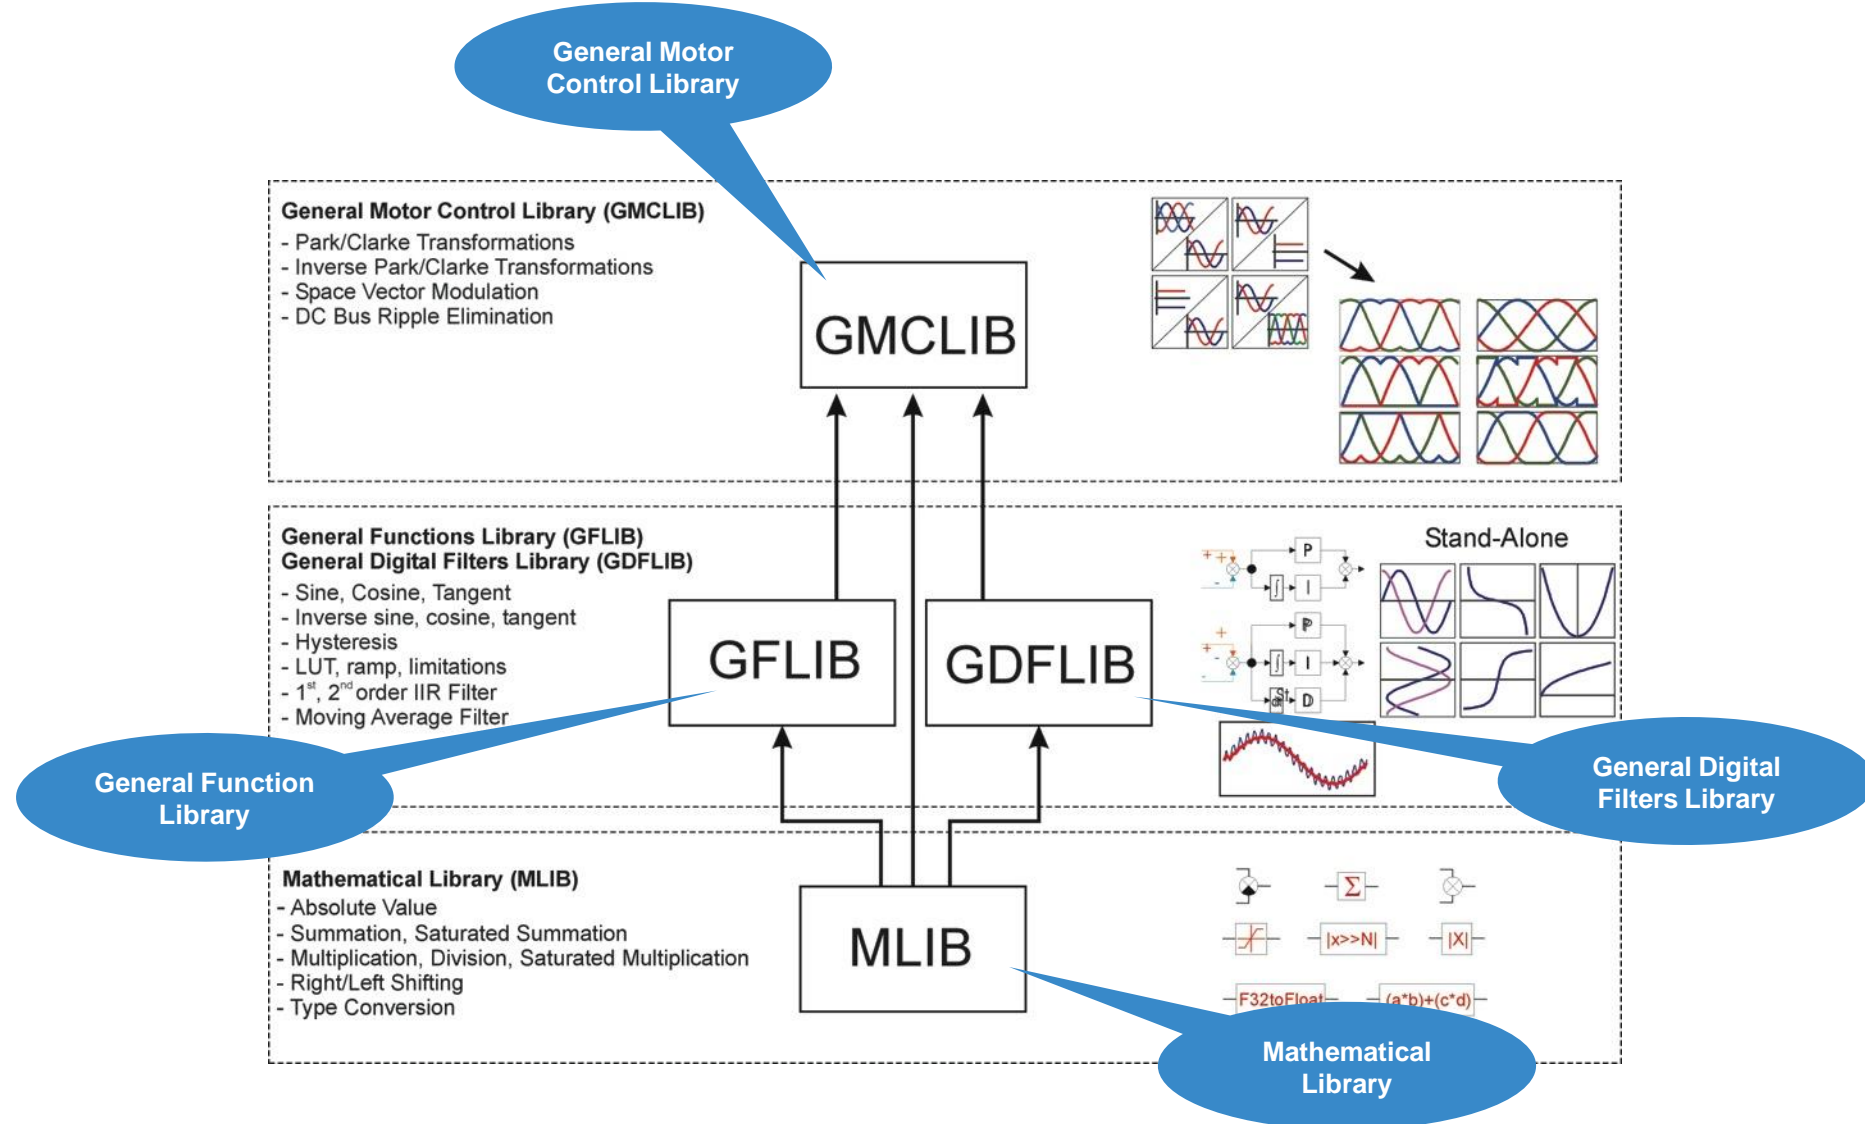 General Motor
Control Library
General Motor Control Library (GMCLIB)
- Park/Clarke Transformations
- Inverse Park/Clarke Transformations
- Space Vector Modulation
- DC Bus Ripple Elimination
GMCLIB
General Functions Library (GFLIB)
General Digital Filters Library (GDFLIB)
- Sine, Cosine, Tangent
- Inverse sine, cosine, tangent
- Hysteresis
- LUT, ramp, limitations
- 1st, 2nd order IIR Filter
- Moving Average Filter
GFLIB
GDFLIB
Stand-Alone
P
∫ I
P
∫ I
D
General Function
Library
General Digital
Filters Library
Mathematical Library (MLIB)
- Absolute Value
- Summation, Saturated Summation
- Multiplication, Division, Saturated Multiplication
- Right/Left Shifting
- Type Conversion
MLIB
Σ
|x>>N|
|X|
F32toFloat
(a*b)+(c*d)
Mathematical
Library